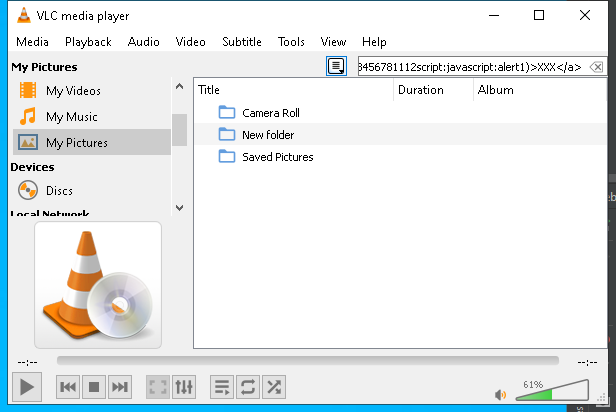 VLC media player
Media Playback Audio Video Subtitle Tools View Help
My Pictures
3456781112script:javascript:alert1)>XXX</a>
My Videos
My Music
My Pictures
Devices
Discs
Local Network
Title Duration Album
Camera Roll
New folder
Saved Pictures
--:--
--:--
61%